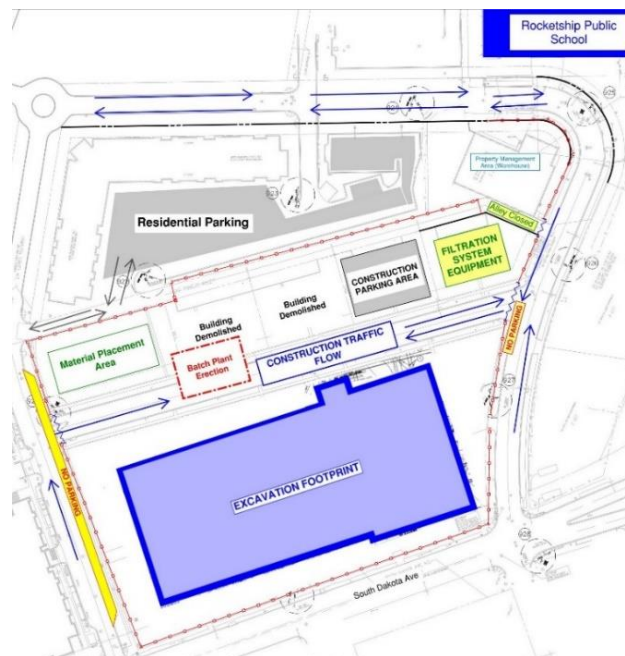 Rocketship Public
School
Property Management
Area (Warehouse)
Residential Parking
Alley Closed
FILTRATION
SYSTEM
EQUIPMENT
CONSTRUCTION
PARKING AREA
Building
Demolished
Building
Demolished
Material Placement
Area
Batch Plant
Erection
CONSTRUCTION TRAFFIC
FLOW
NO PARKING
NO PARKING
EXCAVATION FOOTPRINT
South Dakota Ave